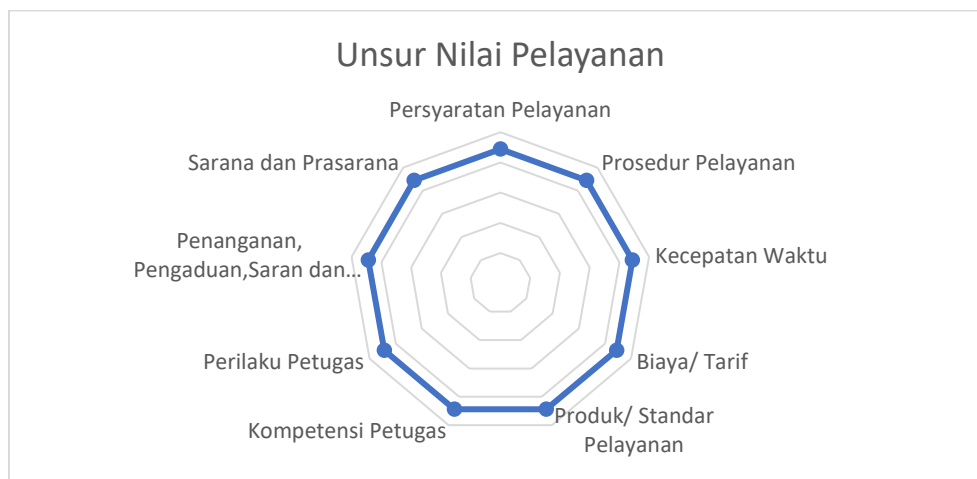 Unsur Nilai Pelayanan
Persyaratan Pelayanan
Prosedur Pelayanan
Kecepatan Waktu
Biaya/ Tarif
Produk/ Standar
Pelayanan
Kompetensi Petugas
Perilaku Petugas
Penanganan,
Pengaduan,Saran dan...
Sarana dan Prasarana